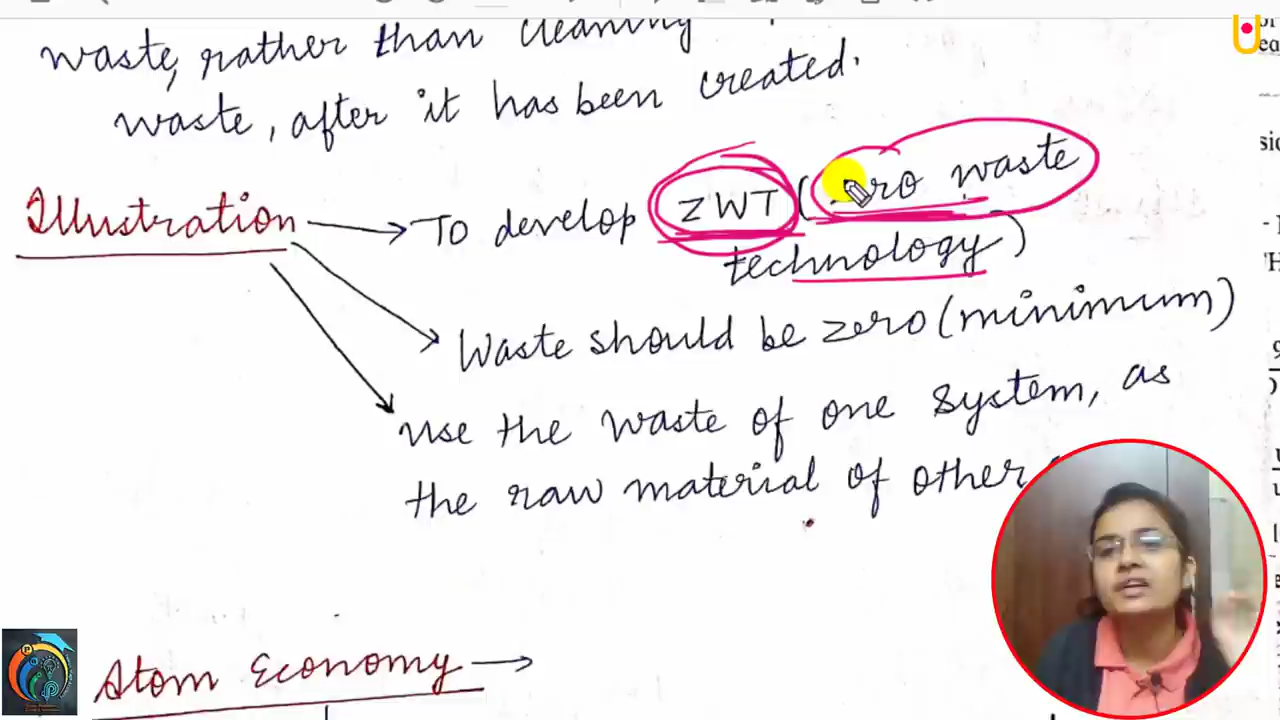 waste, rather than cleaning
waste, after it has been created.
Illustration → To develop ZWT (zero waste
technology)
Waste should be zero (minimum)
Use the waste of one system, as
the raw material of other
Atom Economy →